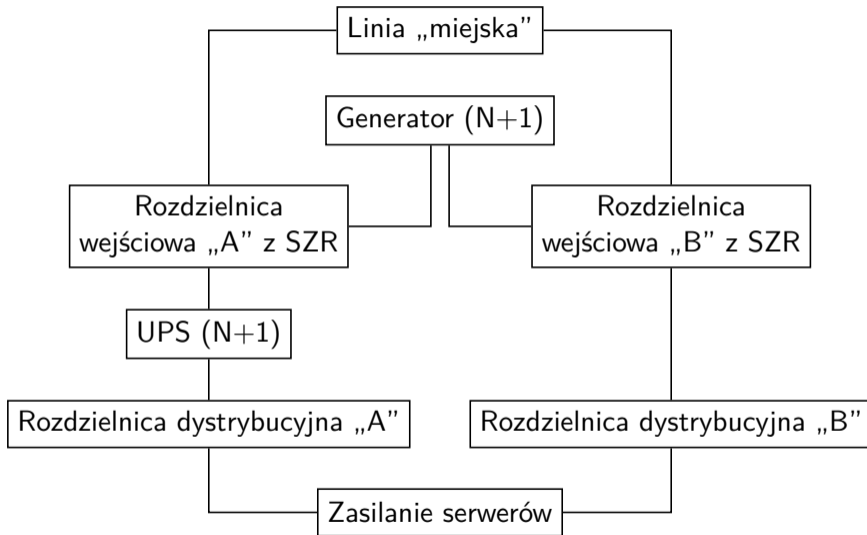 Linia „miejska”
Generator (N+1)
Rozdzielnica
wejściowa „A” z SZR
Rozdzielnica
wejściowa „B” z SZR
UPS (N+1)
Rozdzielnica dystrybucyjna „A”
Rozdzielnica dystrybucyjna „B”
Zasilanie serwerów